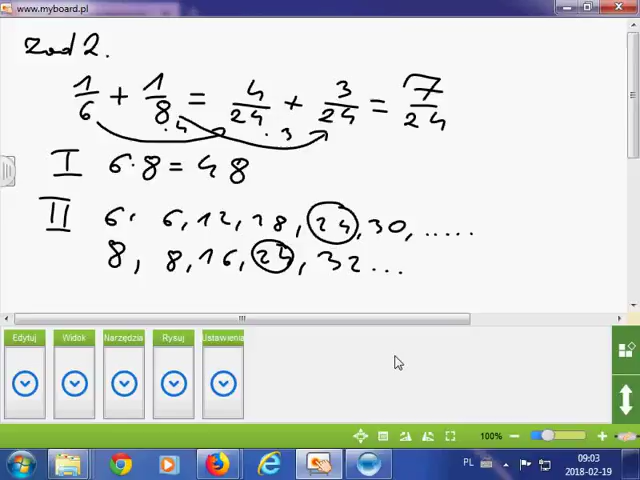 www.myboard.pl
Zad 2.
1/6 + 1/8 = 4/24 + 3/24 = 7/24
·4 ·3
I 6·8 = 48
II 6, 6, 12, 18, 24, 30, .....
8, 8, 16, 24, 32 ...
Edytuj Widok Narzędzia Rysuj Ustawienia
100%
PL 09:03
2018-02-19